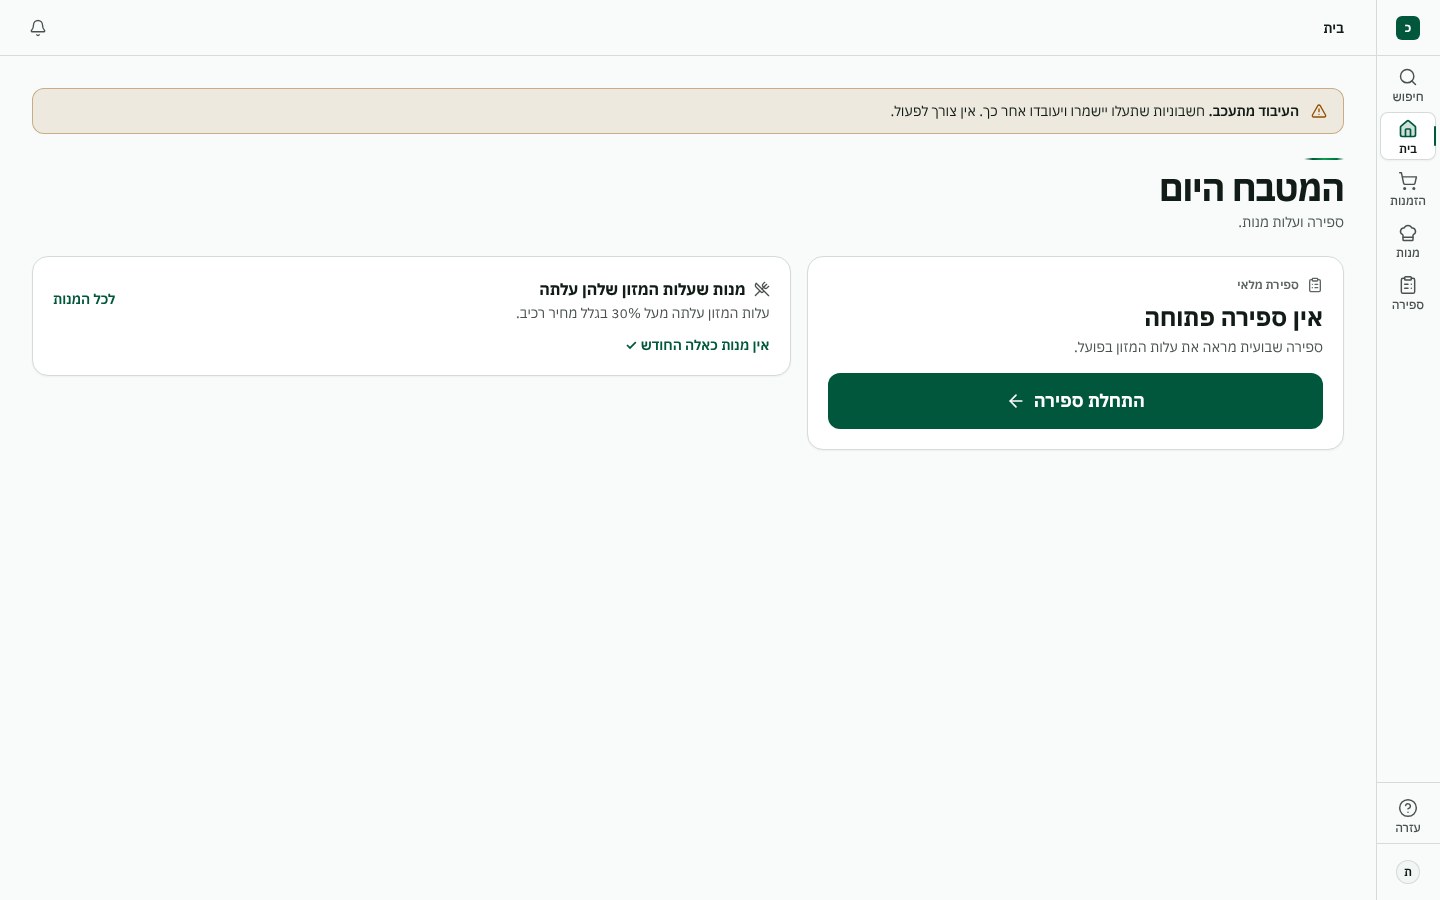 כ
בית
חיפוש
בית
הזמנות
מנות
ספירה
עזרה
ת
העיבוד מתעכב. חשבוניות שתעלו יישמרו ויעובדו אחר כך. אין צורך לפעול.
המטבח היום
ספירה ועלות מנות.
ספירת מלאי
אין ספירה פתוחה
ספירה שבועית מראה את עלות המזון בפועל.
התחלת ספירה
מנות שעלות המזון שלהן עלתה
לכל המנות
עלות המזון עלתה מעל 30% בגלל מחיר רכיב.
אין מנות כאלה החודש ✓